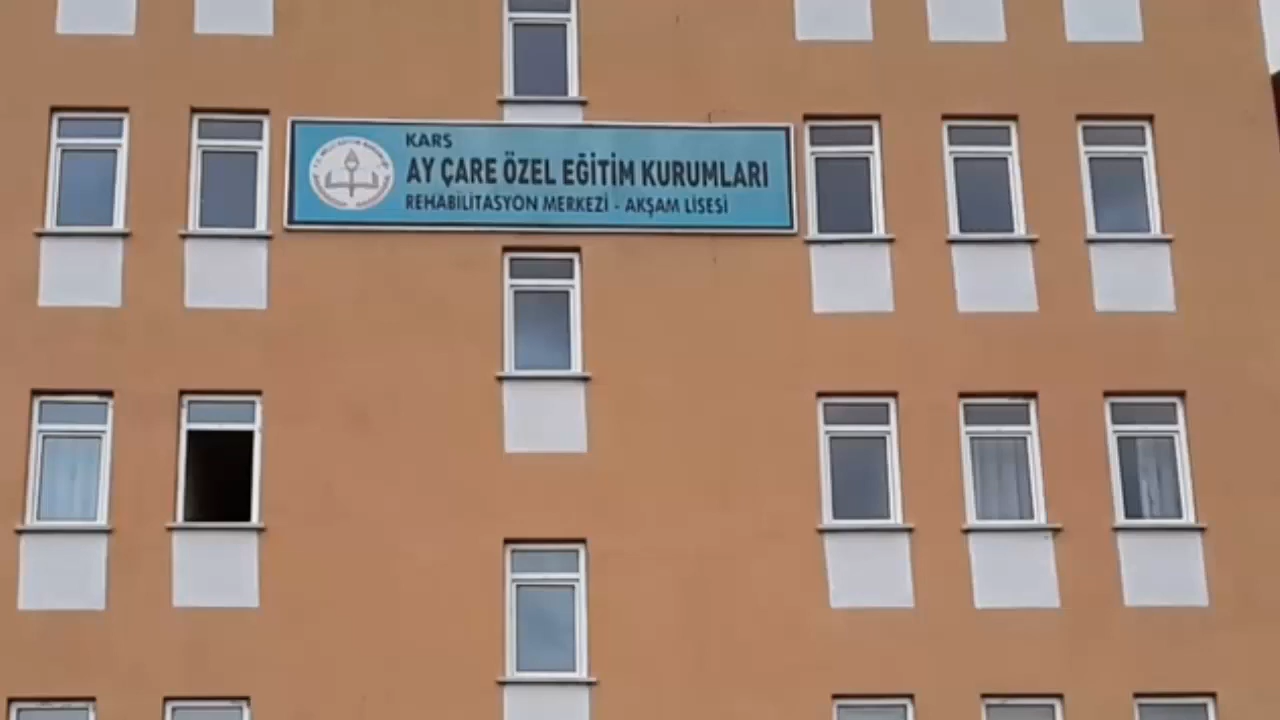 KARS
AY ÇARE ÖZEL EĞİTİM KURUMLARI
REHABİLİTASYON MERKEZİ - AKŞAM LİSESİ